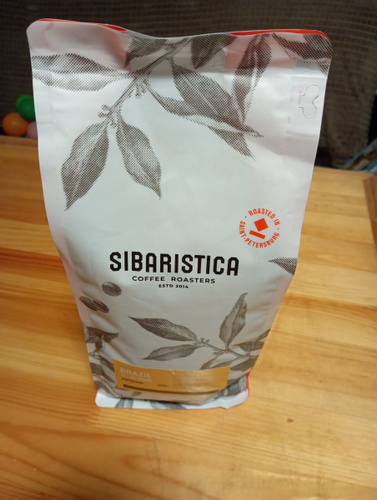 ROASTED IN
SAINT-PETERSBURG
SIBARISTICA
COFFEE ROASTERS
ESTD 2014
BRAZIL